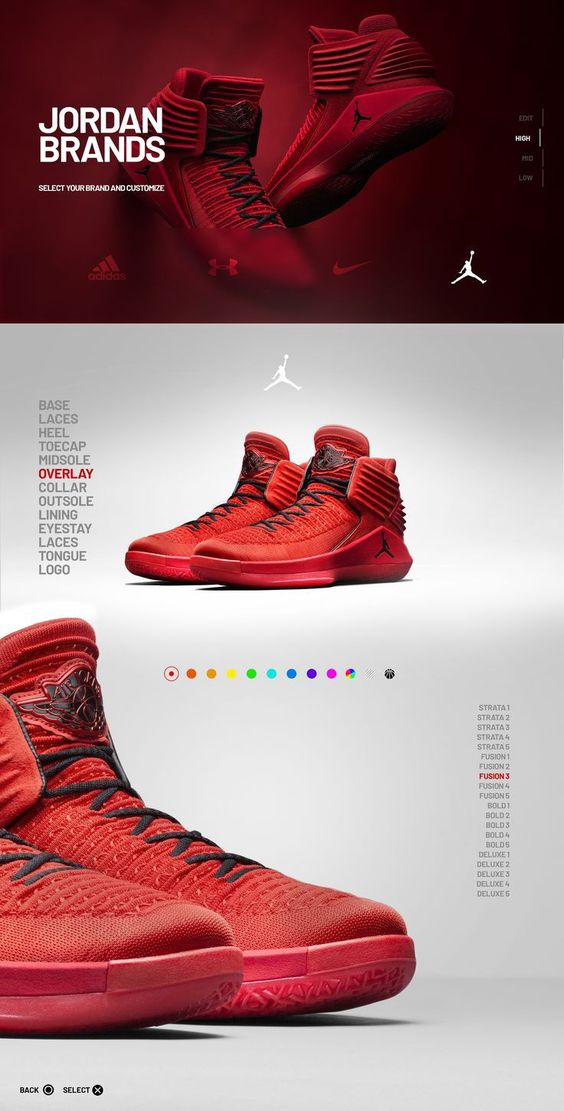 JORDAN
BRANDS
SELECT YOUR BRAND AND CUSTOMIZE
EDIT
HIGH
MID
LOW
adidas
BASE
LACES
HEEL
TOECAP
MIDSOLE
OVERLAY
COLLAR
OUTSOLE
LINING
EYESTAY
LACES
TONGUE
LOGO
STRATA 1
STRATA 2
STRATA 3
STRATA 4
STRATA 5
FUSION 1
FUSION 2
FUSION 3
FUSION 4
FUSION 5
BOLD 1
BOLD 2
BOLD 3
BOLD 4
BOLD 5
DELUXE 1
DELUXE 2
DELUXE 3
DELUXE 4
DELUXE 5
BACK
SELECT